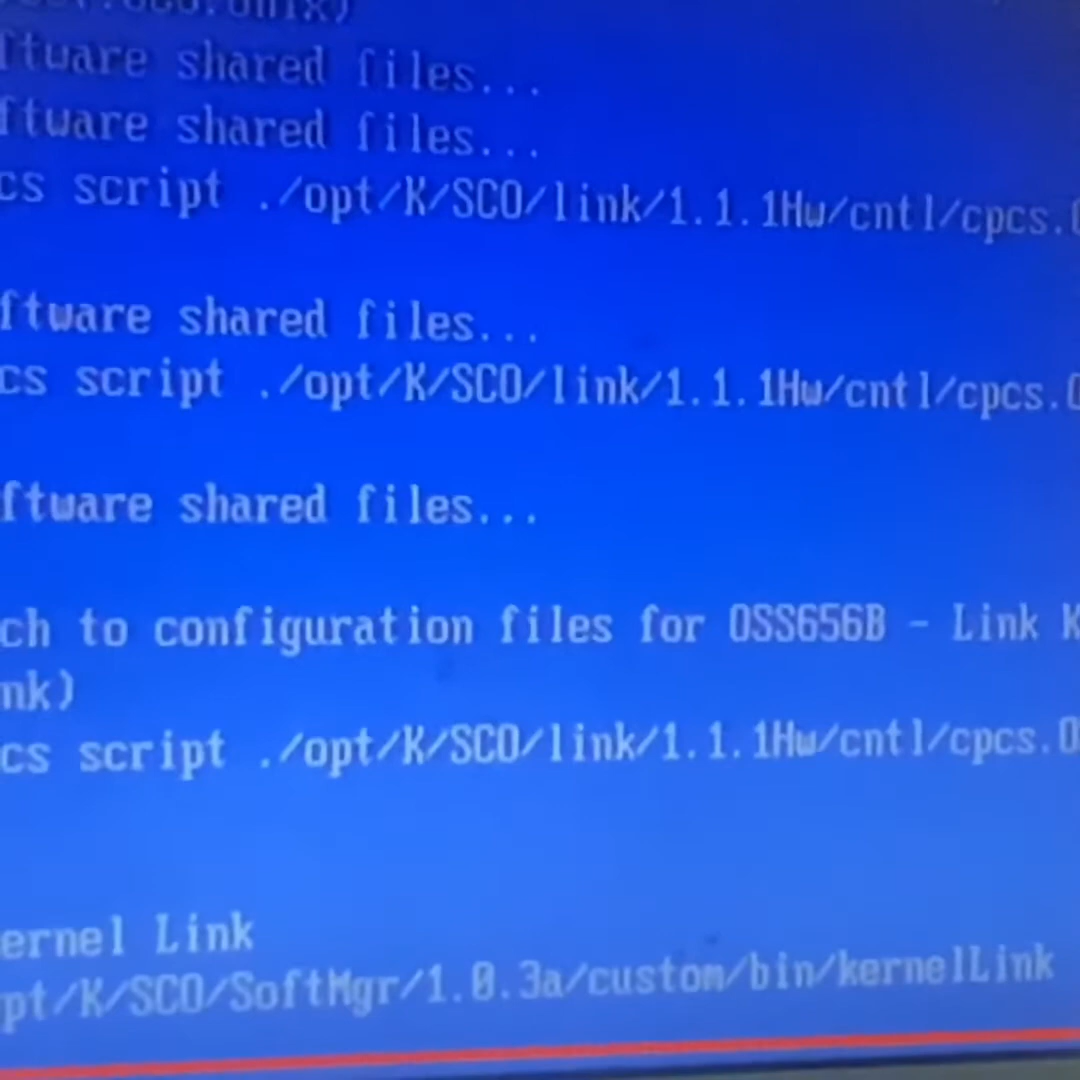 ftware shared files...
ftware shared files...
cs script ./opt/K/SCO/link/1.1.1Hw/cntl/cpcs.
ftware shared files...
cs script ./opt/K/SCO/link/1.1.1Hw/cntl/cpcs.
ftware shared files...
ch to configuration files for OSS656B - Link K
nk)
cs script ./opt/K/SCO/link/1.1.1Hw/cntl/cpcs.
ernel Link
pt/K/SCO/SoftMgr/1.0.3a/custom/bin/kernelLink